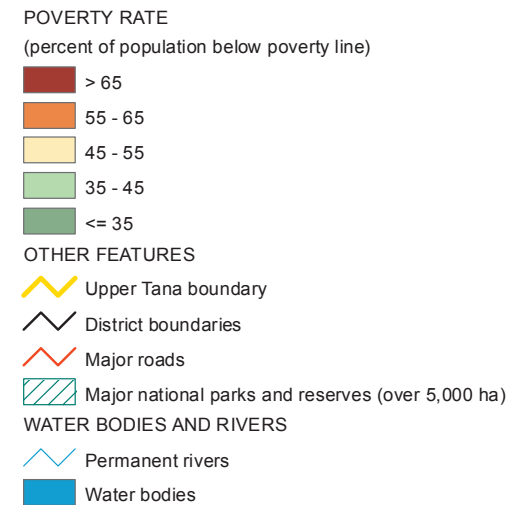 POVERTY RATE
(percent of population below poverty line)
> 65
55 - 65
45 - 55
35 - 45
<= 35
OTHER FEATURES
Upper Tana boundary
District boundaries
Major roads
Major national parks and reserves (over 5,000 ha)
WATER BODIES AND RIVERS
Permanent rivers
Water bodies